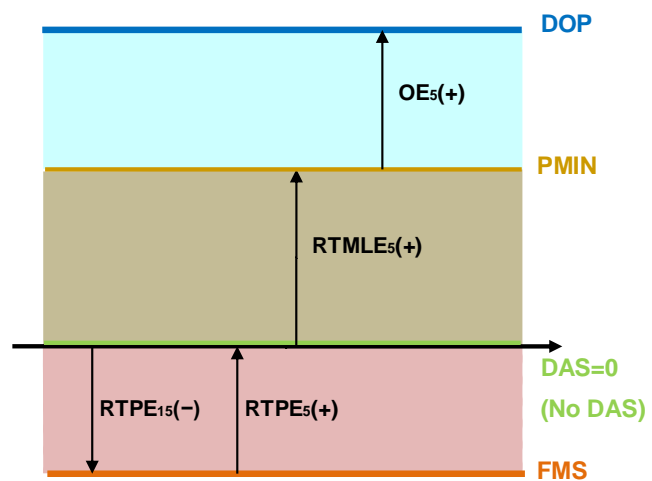 DOP
OE₅(+)
PMIN
RTMLE₅(+)
DAS=0
(No DAS)
RTPE₁₅(−)
RTPE₅(+)
FMS